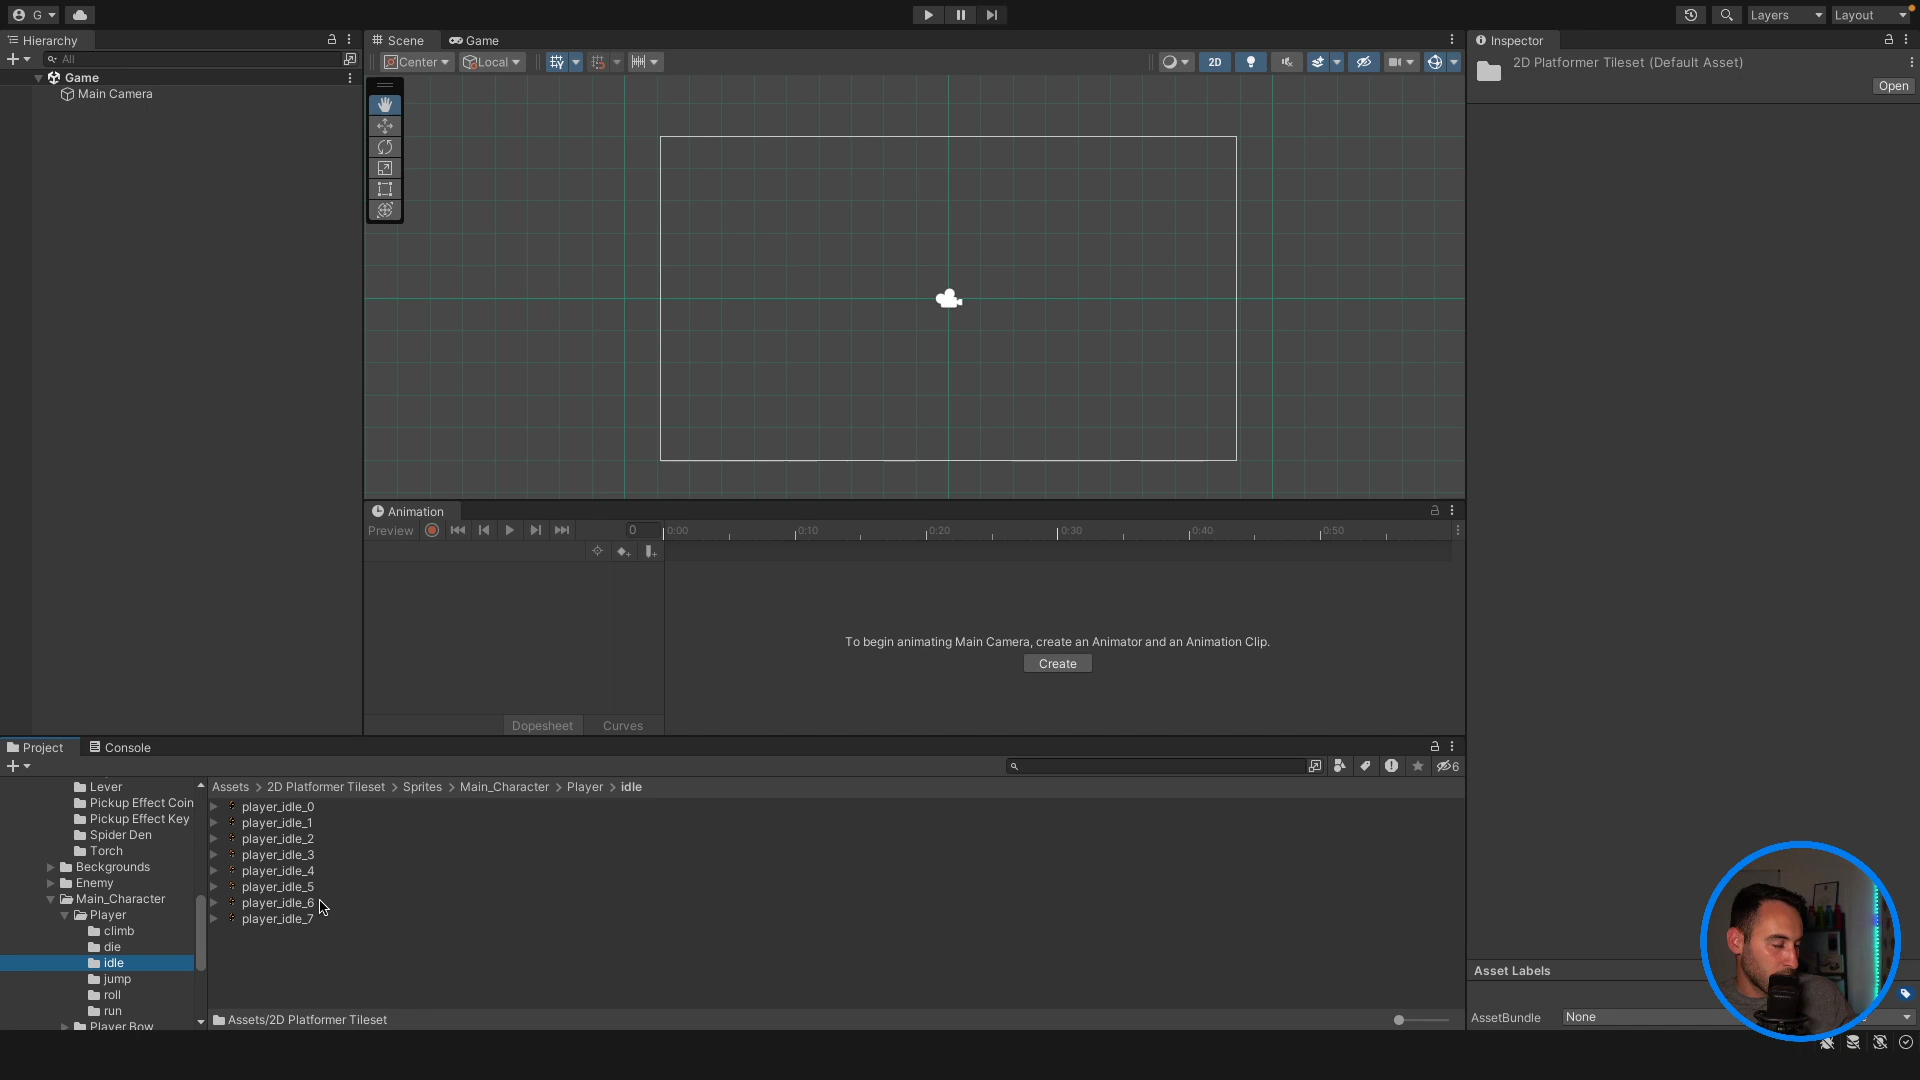 G
Layers
Layout
Hierarchy
Scene
Game
Inspector
All
Center
Local
2D
2D Platformer Tileset (Default Asset)
Open
Game
Main Camera
Animation
Preview
0
0:00
0:10
0:20
0:30
0:40
0:50
To begin animating Main Camera, create an Animator and an Animation Clip.
Create
Dopesheet
Curves
Project
Console
6
Lever
Pickup Effect Coin
Pickup Effect Key
Spider Den
Torch
Beckgrounds
Enemy
Main_Character
Player
climb
die
idle
jump
roll
run
Player Bow
Assets > 2D Platformer Tileset > Sprites > Main_Character > Player > idle
player_idle_0
player_idle_1
player_idle_2
player_idle_3
player_idle_4
player_idle_5
player_idle_6
player_idle_7
Assets/2D Platformer Tileset
Asset Labels
AssetBundle
None